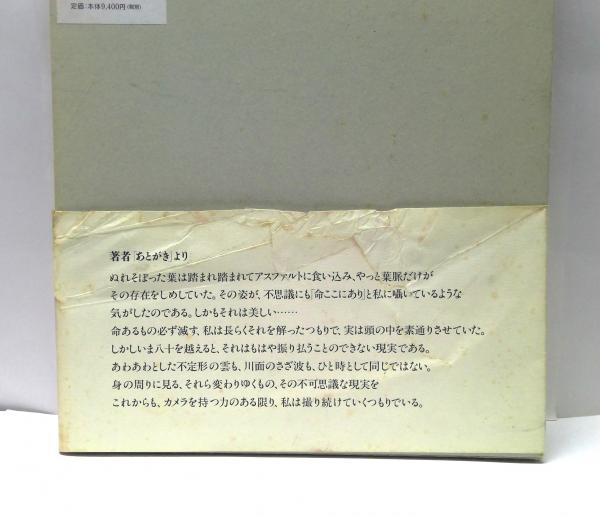 定価:本体9,400円(税別)
著者「あとがき」より
ぬれそぼった葉は踏まれ踏まれてアスファルトに食い込み、やっと葉脈だけが
その存在をしめしていた。その姿が、不思議にも「命ここにあり」と私に囁いているような
気がしたのである。しかもそれは美しい……
命あるもの必ず滅す、私は長らくそれを解ったつもりで、実は頭の中を素通りさせていた。
しかしいま八十を越えると、それはもはや振り払うことのできない現実である。
あわあわとした不定形の雲も、川面のさざ波も、ひと時として同じではない。
身の周りに見る、それら変わりゆくもの、その不可思議な現実を
これからも、カメラを持つ力のある限り、私は撮り続けていくつもりでいる。